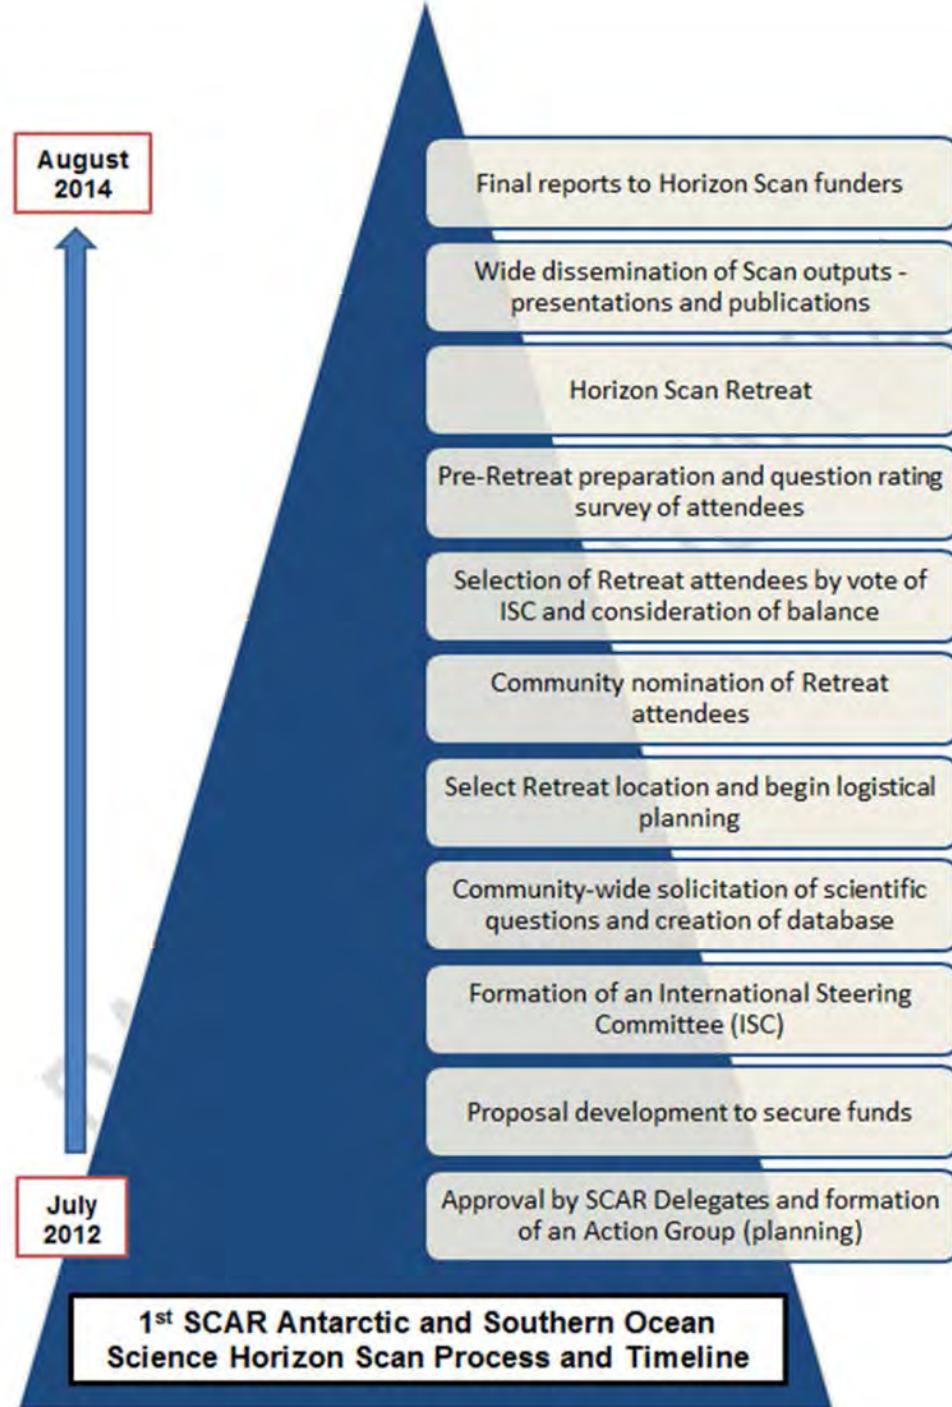 August
2014
Final reports to Horizon Scan funders
Wide dissemination of Scan outputs -
presentations and publications
Horizon Scan Retreat
Pre-Retreat preparation and question rating
survey of attendees
Selection of Retreat attendees by vote of
ISC and consideration of balance
Community nomination of Retreat
attendees
Select Retreat location and begin logistical
planning
Community-wide solicitation of scientific
questions and creation of database
Formation of an International Steering
Committee (ISC)
Proposal development to secure funds
Approval by SCAR Delegates and formation
of an Action Group (planning)
July
2012
1st SCAR Antarctic and Southern Ocean
Science Horizon Scan Process and Timeline